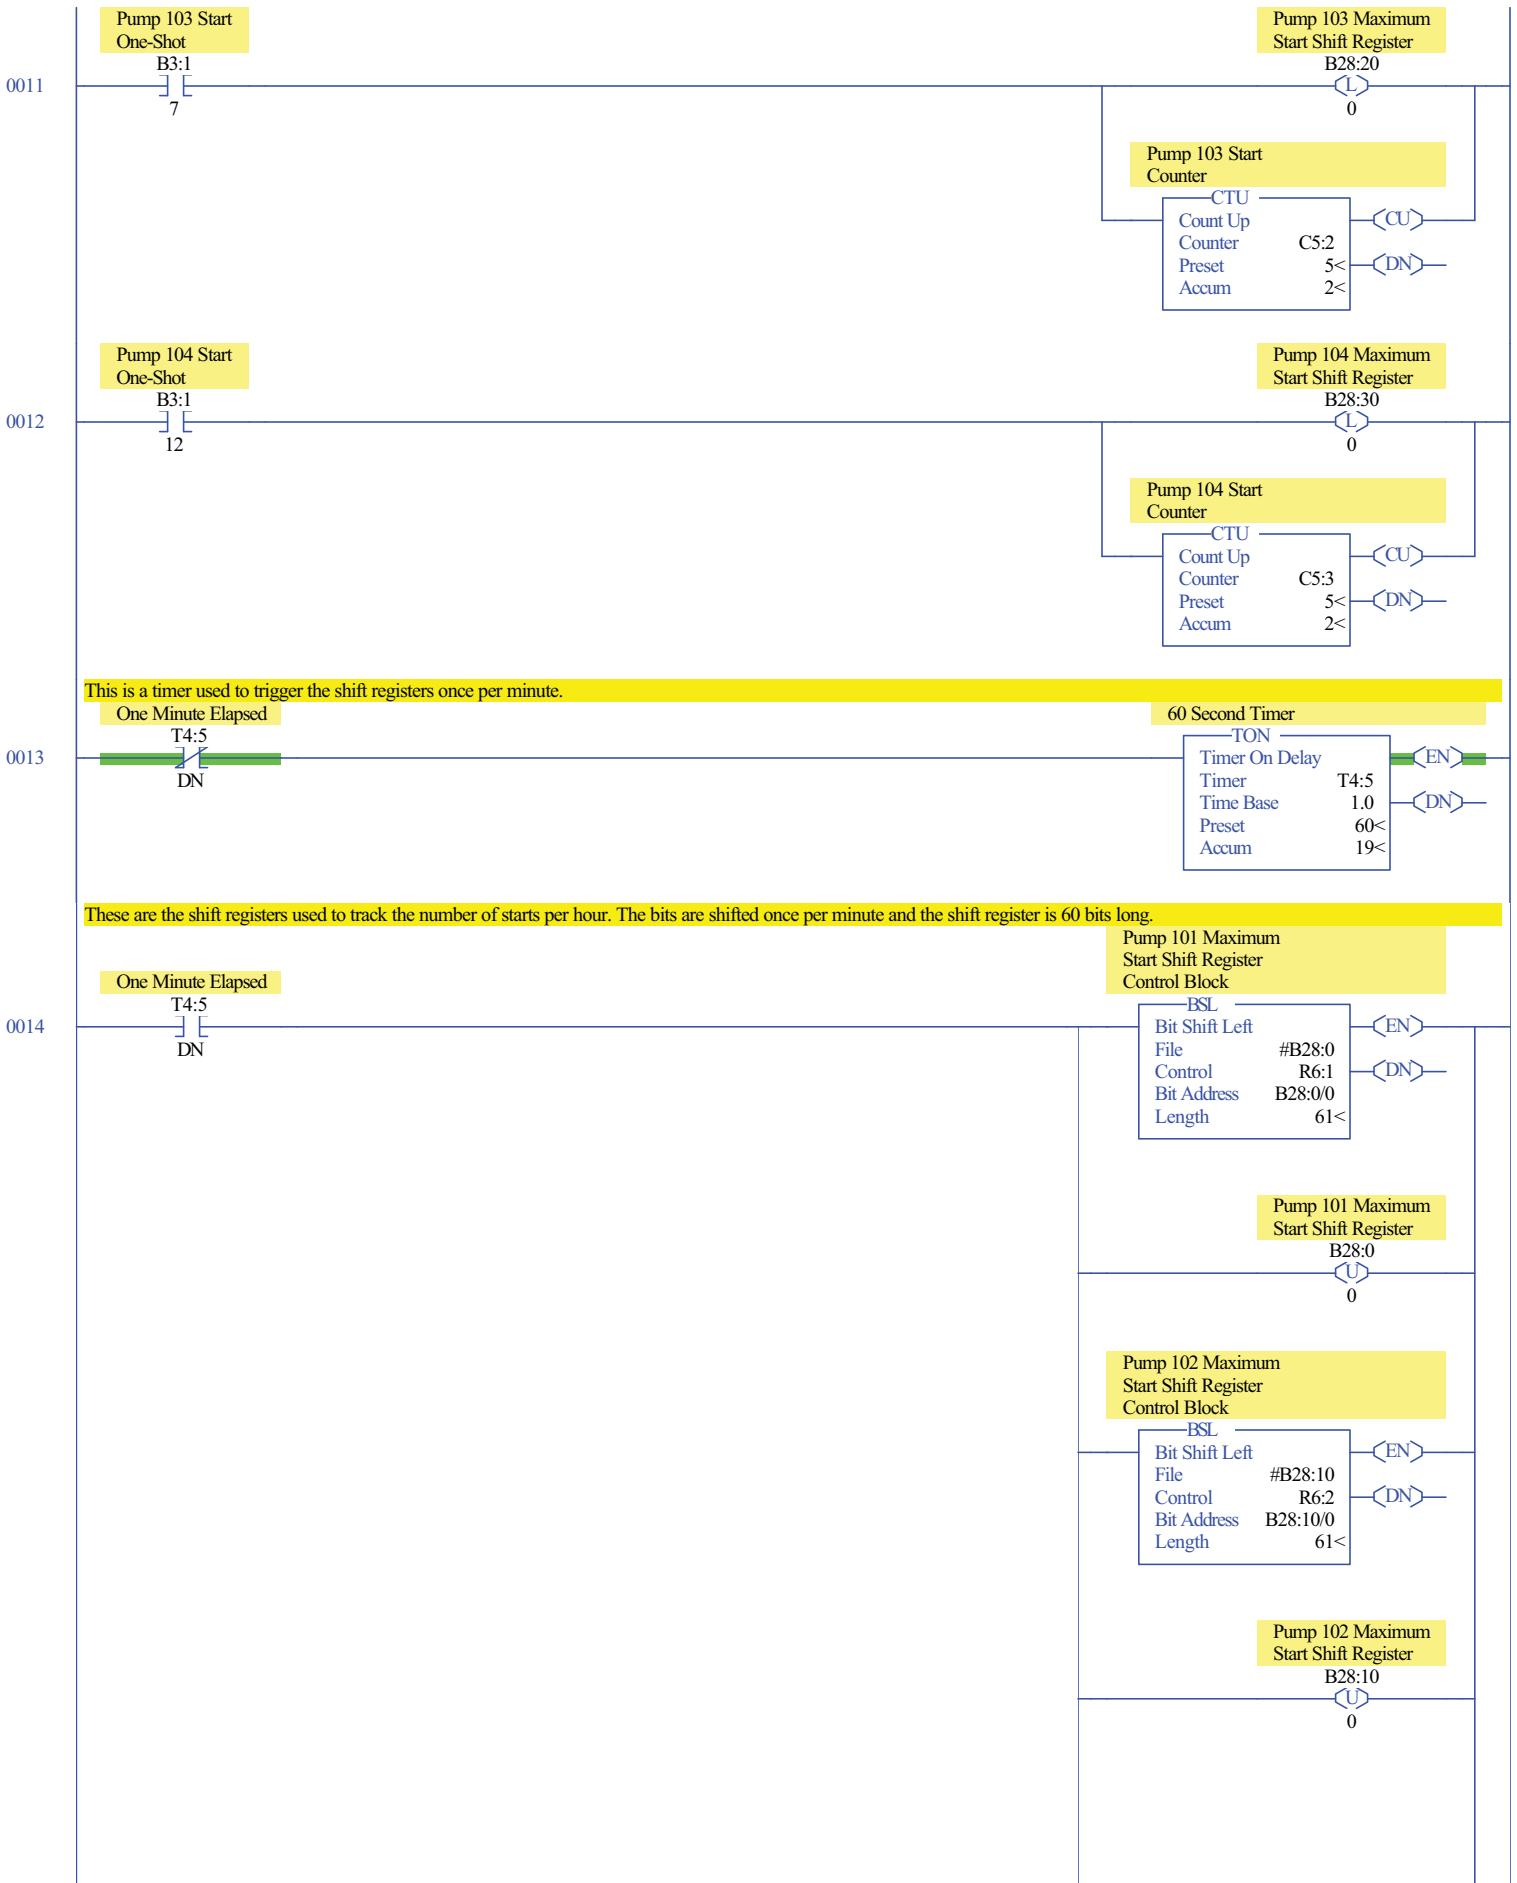 Pump 103 Start
One-Shot
B3:1
7
0011
Pump 103 Maximum
Start Shift Register
B28:20
L
0
Pump 103 Start
Counter
CTU
Count Up
Counter C5:2
Preset 5<
Accum 2<
CU
DN
Pump 104 Start
One-Shot
B3:1
12
0012
Pump 104 Maximum
Start Shift Register
B28:30
L
0
Pump 104 Start
Counter
CTU
Count Up
Counter C5:3
Preset 5<
Accum 2<
CU
DN
This is a timer used to trigger the shift registers once per minute.
One Minute Elapsed
T4:5
DN
0013
60 Second Timer
TON
Timer On Delay
Timer T4:5
Time Base 1.0
Preset 60<
Accum 19<
EN
DN
These are the shift registers used to track the number of starts per hour. The bits are shifted once per minute and the shift register is 60 bits long.
One Minute Elapsed
T4:5
DN
0014
Pump 101 Maximum
Start Shift Register
Control Block
BSL
Bit Shift Left
File #B28:0
Control R6:1
Bit Address B28:0/0
Length 61<
EN
DN
Pump 101 Maximum
Start Shift Register
B28:0
U
0
Pump 102 Maximum
Start Shift Register
Control Block
BSL
Bit Shift Left
File #B28:10
Control R6:2
Bit Address B28:10/0
Length 61<
EN
DN
Pump 102 Maximum
Start Shift Register
B28:10
U
0